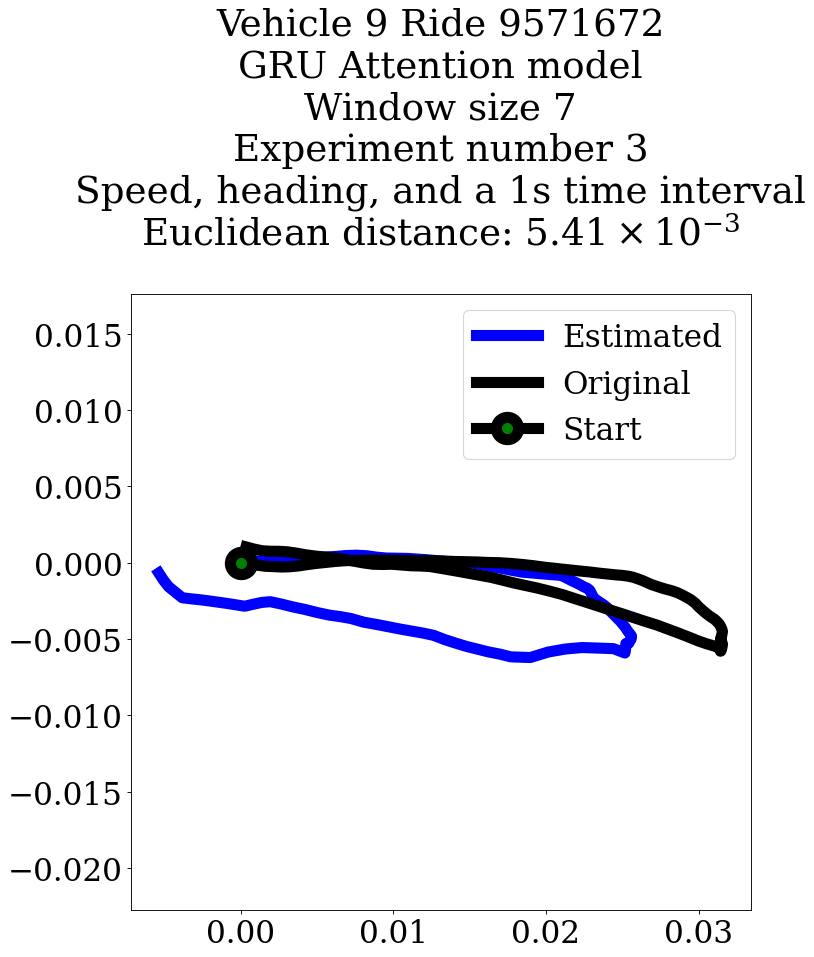 Vehicle 9 Ride 9571672
GRU Attention model
Window size 7
Experiment number 3
Speed, heading, and a 1s time interval
Euclidean distance: 5.41 × 10⁻³
Estimated
Original
Start
0.015
0.010
0.005
0.000
−0.005
−0.010
−0.015
−0.020
0.00 0.01 0.02 0.03